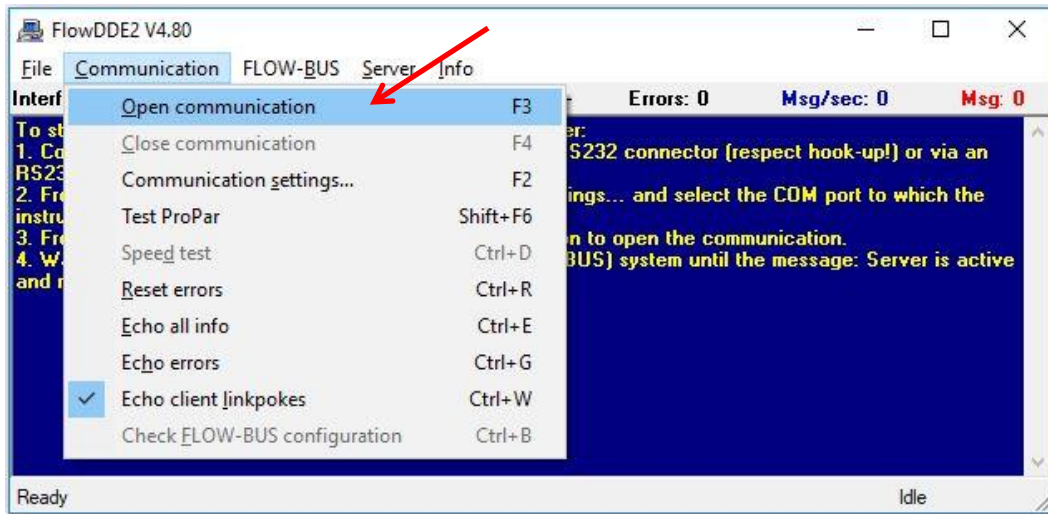 FlowDDE2 V4.80
File Communication FLOW-BUS Server Info
Interf Errors: 0 Msg/sec: 0 Msg: 0
Open communication F3
Close communication F4
Communication settings... F2
Test ProPar Shift+F6
Speed test Ctrl+D
Reset errors Ctrl+R
Echo all info Ctrl+E
Echo errors Ctrl+G
Echo client linkpokes Ctrl+W
Check FLOW-BUS configuration Ctrl+B
To st er:
1. Co S232 connector (respect hook-up!) or via an
RS23
2. Fro ings... and select the COM port to which the
instru
3. Fro n to open the communication.
4. W BUS) system until the message: Server is active
and r
Ready Idle